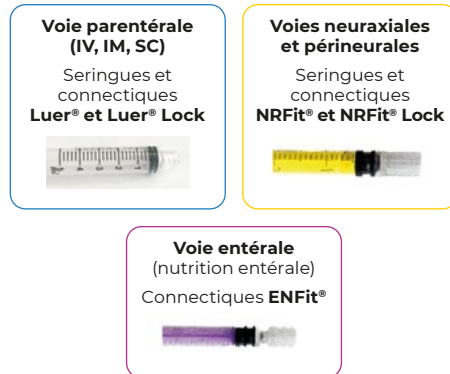 Voie parentérale
(IV, IM, SC)
Seringues et
connectiques
Luer® et Luer® Lock
Voies neuraxiales
et périneurales
Seringues et
connectiques
NRFit® et NRFit® Lock
Voie entérale
(nutrition entérale)
Connectiques ENFit®